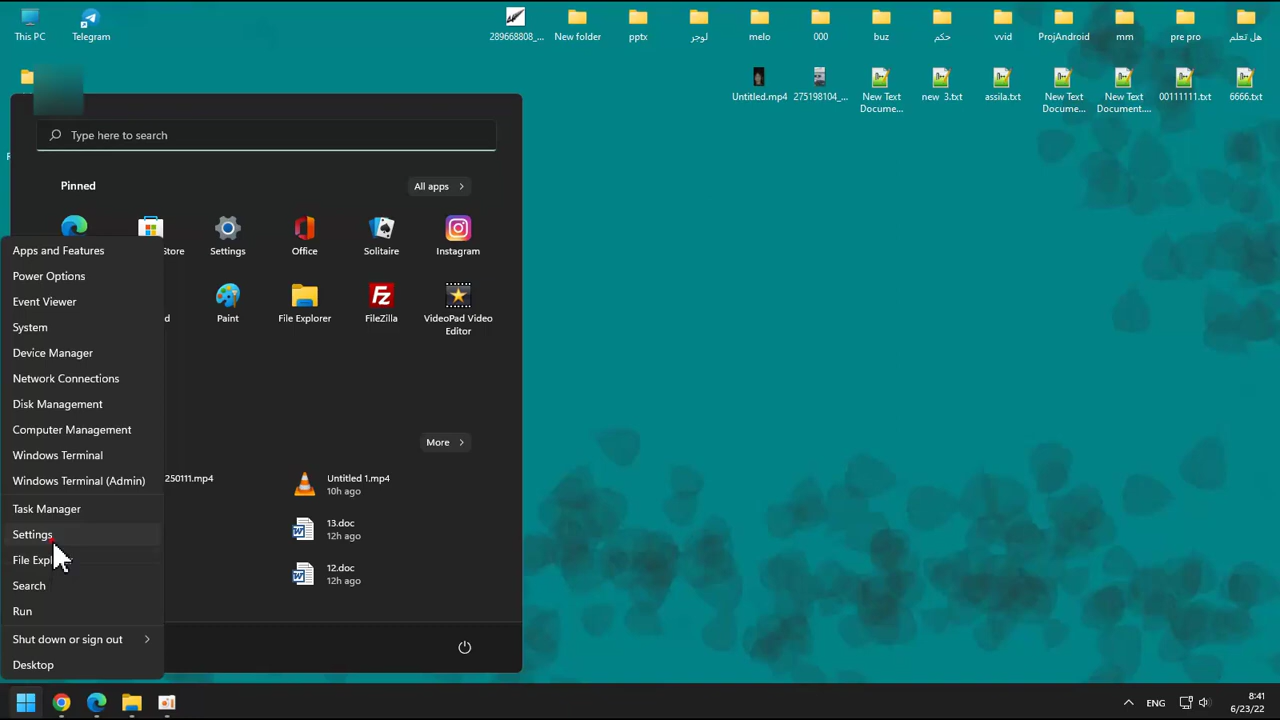 This PC
Telegram
289668808_...
New folder
pptx
لوجر
melo
000
buz
حكم
vvid
ProjAndroid
mm
pre pro
هل تعلم
Untitled.mp4
275198104_...
New Text
Docume...
new 3.txt
assila.txt
New Text
Docume...
New Text
Document....
00111111.txt
6666.txt
Type here to search
Pinned
All apps
Store
Settings
Office
Solitaire
Instagram
Paint
File Explorer
FileZilla
VideoPad Video
Editor
More
250111.mp4
Untitled 1.mp4
10h ago
13.doc
12h ago
12.doc
12h ago
Apps and Features
Power Options
Event Viewer
System
Device Manager
Network Connections
Disk Management
Computer Management
Windows Terminal
Windows Terminal (Admin)
Task Manager
Settings
File Expl
Search
Run
Shut down or sign out
Desktop
ENG
8:41
6/23/22